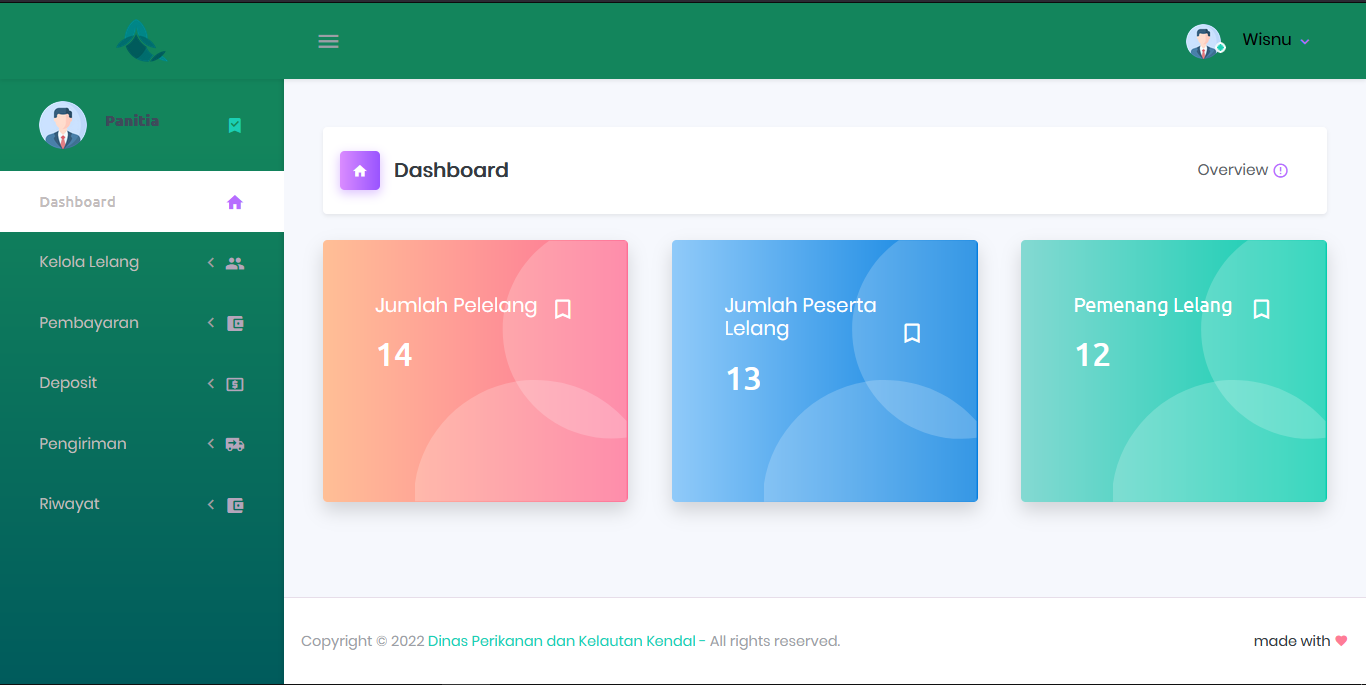 Wisnu
Panitia
Dashboard
Kelola Lelang
Pembayaran
Deposit
Pengiriman
Riwayat
Dashboard
Overview
Jumlah Pelelang
14
Jumlah Peserta
Lelang
13
Pemenang Lelang
12
Copyright © 2022 Dinas Perikanan dan Kelautan Kendal - All rights reserved.
made with